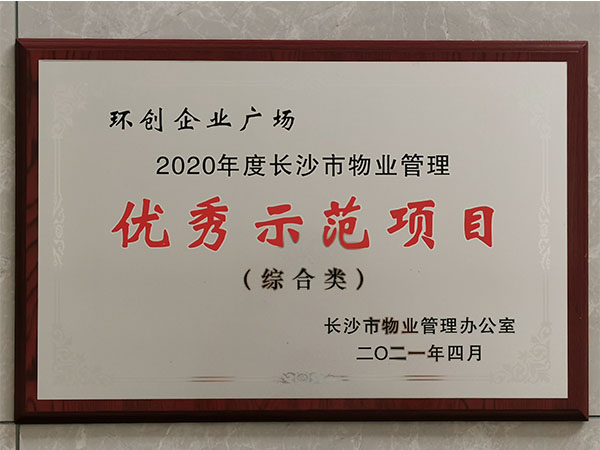 环创企业广场
2020年度长沙市物业管理
优秀示范项目
（综合类）
长沙市物业管理办公室
二〇二一年四月